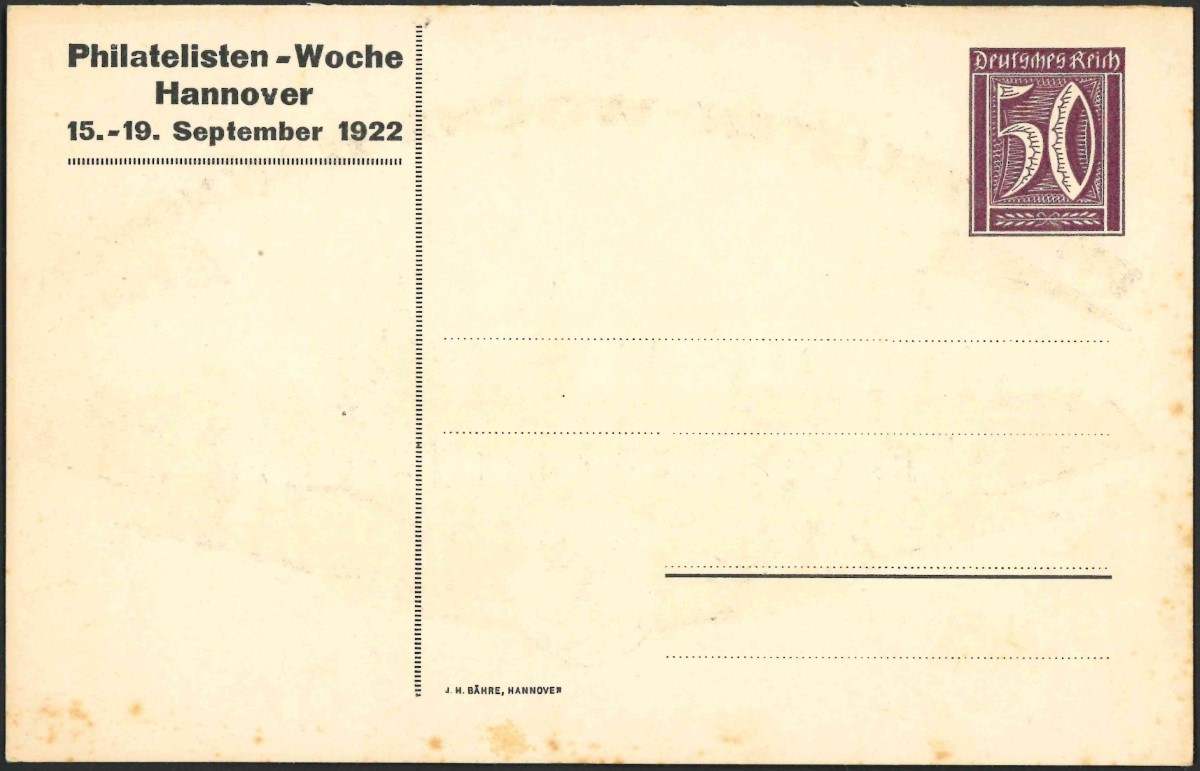 Philatelisten-Woche
Hannover
15.-19. September 1922
Deutsches Reich
50
J. H. BÄHRE, HANNOVER